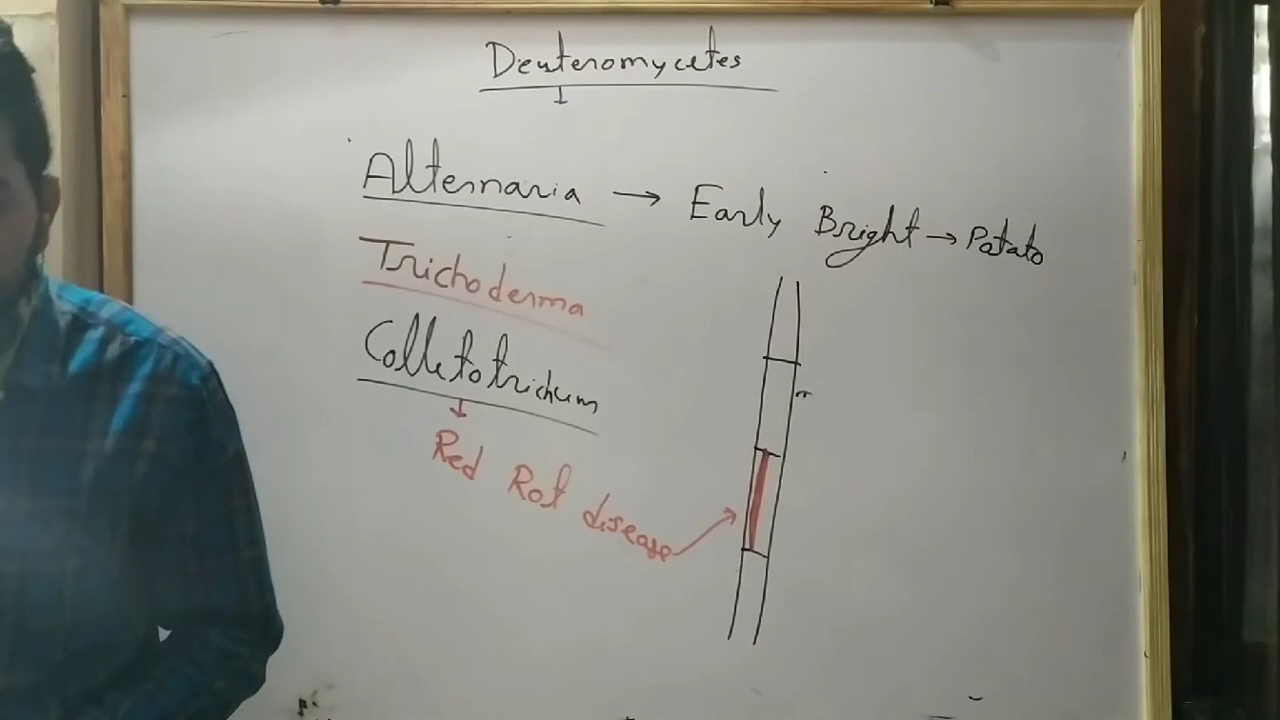 Deuteromycetes
Alternaria → Early Bright → Potato
Trichoderma
Colletotrichum
Red Rot disease